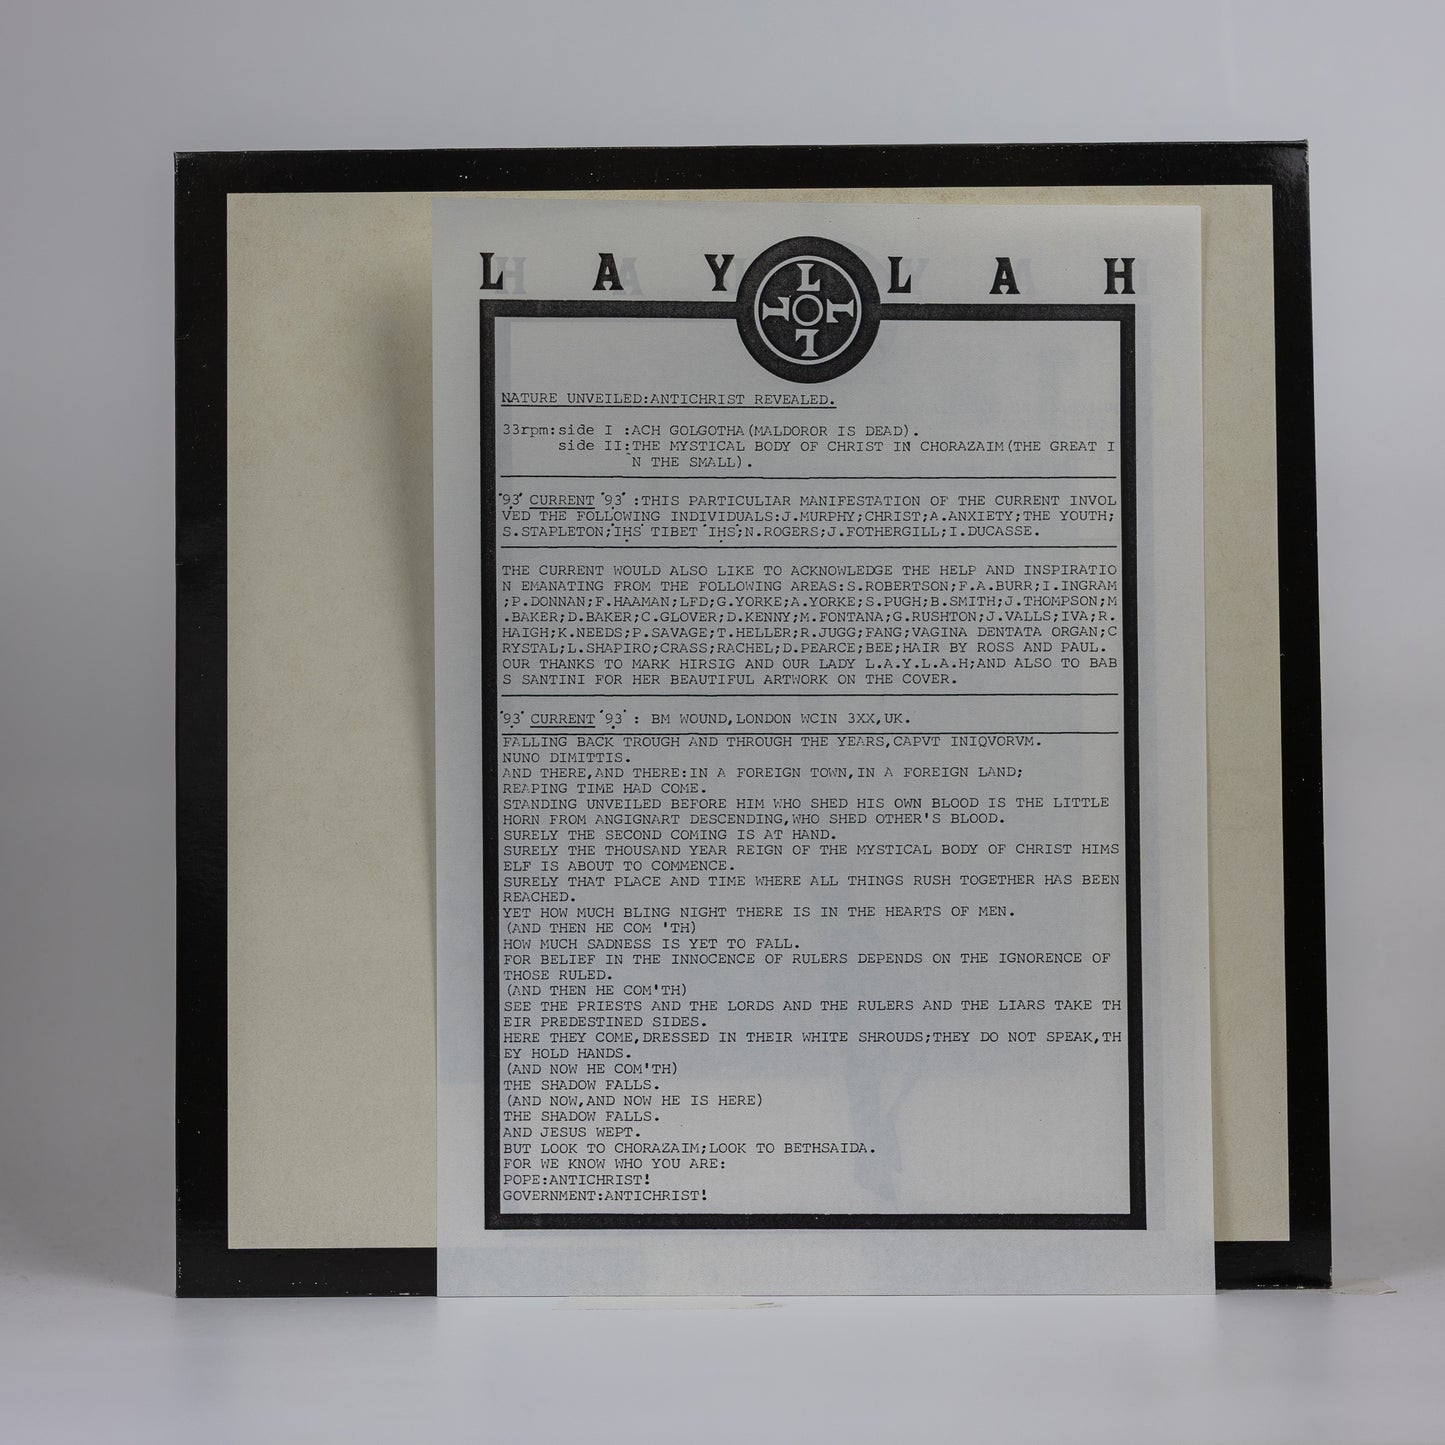 LAYLAH
L L L L
NATURE UNVEILED:ANTICHRIST REVEALED.
33rpm:side I :ACH GOLGOTHA(MALDOROR IS DEAD).
side II:THE MYSTICAL BODY OF CHRIST IN CHORAZAIM(THE GREAT I
N THE SMALL).
'93' CURRENT '93':THIS PARTICULIAR MANIFESTATION OF THE CURRENT INVOL
VED THE FOLLOWING INDIVIDUALS:J.MURPHY;CHRIST;A.ANXIETY;THE YOUTH;
S.STAPLETON;'IHS' TIBET 'IHS';N.ROGERS;J.FOTHERGILL;I.DUCASSE.
THE CURRENT WOULD ALSO LIKE TO ACKNOWLEDGE THE HELP AND INSPIRATIO
N EMANATING FROM THE FOLLOWING AREAS:S.ROBERTSON;F.A.BURR;I.INGRAM
;P.DONNAN;F.HAAMAN;LFD;G.YORKE;A.YORKE;S.PUGH;B.SMITH;J.THOMPSON;M
.BAKER;D.BAKER;C.GLOVER;D.KENNY;M.FONTANA;G.RUSHTON;J.VALLS;IVA;R.
HAIGH;K.NEEDS;P.SAVAGE;T.HELLER;R.JUGG;FANG;VAGINA DENTATA ORGAN;C
RYSTAL;L.SHAPIRO;CRASS;RACHEL;D.PEARCE;BEE;HAIR BY ROSS AND PAUL.
OUR THANKS TO MARK HIRSIG AND OUR LADY L.A.Y.L.A.H;AND ALSO TO BAB
S SANTINI FOR HER BEAUTIFUL ARTWORK ON THE COVER.
'93' CURRENT '93': BM WOUND,LONDON WCIN 3XX,UK.
FALLING BACK TROUGH AND THROUGH THE YEARS,CAPVT INIQVORVM.
NUNO DIMITTIS.
AND THERE,AND THERE:IN A FOREIGN TOWN,IN A FOREIGN LAND;
REAPING TIME HAD COME.
STANDING UNVEILED BEFORE HIM WHO SHED HIS OWN BLOOD IS THE LITTLE
HORN FROM ANGIGNART DESCENDING,WHO SHED OTHER'S BLOOD.
SURELY THE SECOND COMING IS AT HAND.
SURELY THE THOUSAND YEAR REIGN OF THE MYSTICAL BODY OF CHRIST HIMS
ELF IS ABOUT TO COMMENCE.
SURELY THAT PLACE AND TIME WHERE ALL THINGS RUSH TOGETHER HAS BEEN
REACHED.
YET HOW MUCH BLING NIGHT THERE IS IN THE HEARTS OF MEN.
(AND THEN HE COM 'TH)
HOW MUCH SADNESS IS YET TO FALL.
FOR BELIEF IN THE INNOCENCE OF RULERS DEPENDS ON THE IGNORENCE OF
THOSE RULED.
(AND THEN HE COM'TH)
SEE THE PRIESTS AND THE LORDS AND THE RULERS AND THE LIARS TAKE TH
EIR PREDESTINED SIDES.
HERE THEY COME,DRESSED IN THEIR WHITE SHROUDS;THEY DO NOT SPEAK,TH
EY HOLD HANDS.
(AND NOW HE COM'TH)
THE SHADOW FALLS.
(AND NOW,AND NOW HE IS HERE)
THE SHADOW FALLS.
AND JESUS WEPT.
BUT LOOK TO CHORAZAIM;LOOK TO BETHSAIDA.
FOR WE KNOW WHO YOU ARE:
POPE:ANTICHRIST!
GOVERNMENT:ANTICHRIST!